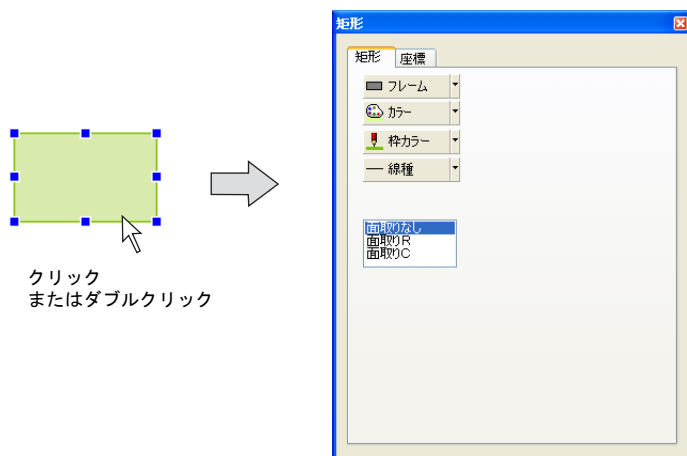 矩形
矩形
座標
フレーム
カラー
枠カラー
線種
面取りなし
面取りR
面取りC
クリック
またはダブルクリック